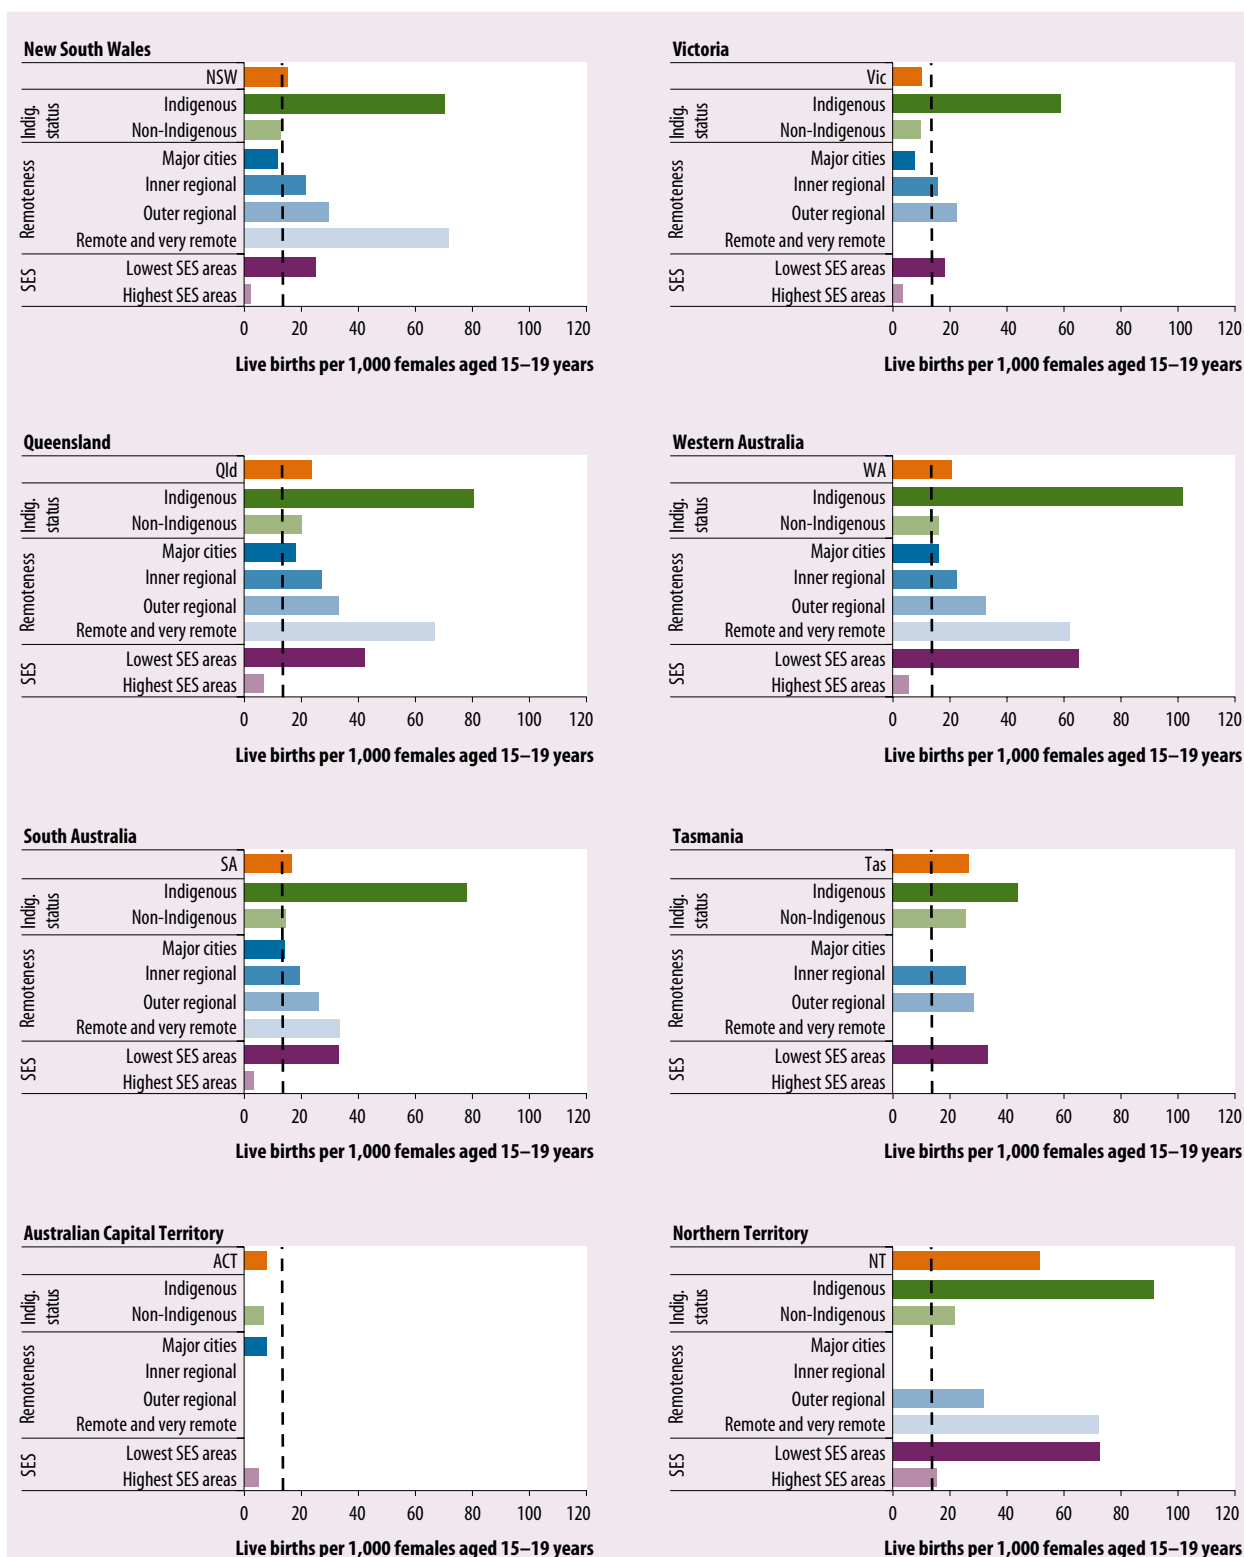 New South Wales
NSW
Indig. status
Indigenous
Non-Indigenous
Remoteness
Major cities
Inner regional
Outer regional
Remote and very remote
SES
Lowest SES areas
Highest SES areas
0 20 40 60 80 100 120
Live births per 1,000 females aged 15–19 years
Victoria
Vic
Indig. status
Indigenous
Non-Indigenous
Remoteness
Major cities
Inner regional
Outer regional
Remote and very remote
SES
Lowest SES areas
Highest SES areas
0 20 40 60 80 100 120
Live births per 1,000 females aged 15–19 years
Queensland
Qld
Indig. status
Indigenous
Non-Indigenous
Remoteness
Major cities
Inner regional
Outer regional
Remote and very remote
SES
Lowest SES areas
Highest SES areas
0 20 40 60 80 100 120
Live births per 1,000 females aged 15–19 years
Western Australia
WA
Indig. status
Indigenous
Non-Indigenous
Remoteness
Major cities
Inner regional
Outer regional
Remote and very remote
SES
Lowest SES areas
Highest SES areas
0 20 40 60 80 100 120
Live births per 1,000 females aged 15–19 years
South Australia
SA
Indig. status
Indigenous
Non-Indigenous
Remoteness
Major cities
Inner regional
Outer regional
Remote and very remote
SES
Lowest SES areas
Highest SES areas
0 20 40 60 80 100 120
Live births per 1,000 females aged 15–19 years
Tasmania
Tas
Indig. status
Indigenous
Non-Indigenous
Remoteness
Major cities
Inner regional
Outer regional
Remote and very remote
SES
Lowest SES areas
Highest SES areas
0 20 40 60 80 100 120
Live births per 1,000 females aged 15–19 years
Australian Capital Territory
ACT
Indig. status
Indigenous
Non-Indigenous
Remoteness
Major cities
Inner regional
Outer regional
Remote and very remote
SES
Lowest SES areas
Highest SES areas
0 20 40 60 80 100 120
Live births per 1,000 females aged 15–19 years
Northern Territory
NT
Indig. status
Indigenous
Non-Indigenous
Remoteness
Major cities
Inner regional
Outer regional
Remote and very remote
SES
Lowest SES areas
Highest SES areas
0 20 40 60 80 100 120
Live births per 1,000 females aged 15–19 years